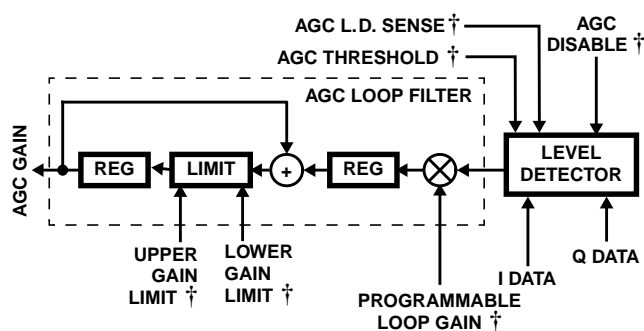 AGC L.D. SENSE †
AGC THRESHOLD †
AGC
DISABLE †
AGC LOOP FILTER
AGC GAIN
REG
LIMIT
+
REG
LEVEL
DETECTOR
UPPER
GAIN
LIMIT †
LOWER
GAIN
LIMIT †
PROGRAMMABLE
LOOP GAIN †
I DATA
Q DATA